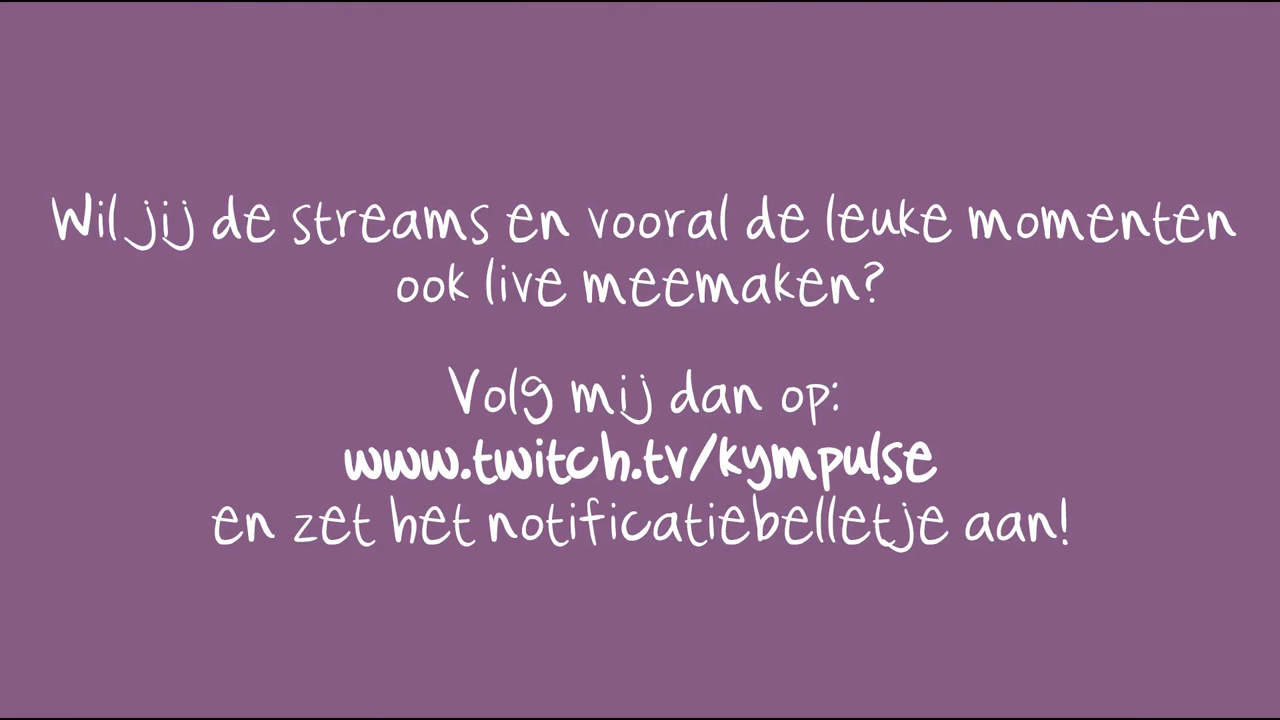 Wil jij de streams en vooral de leuke momenten
ook live meemaken?
Volg mij dan op:
www.twitch.tv/kympulse
en zet het notificatiebelletje aan!